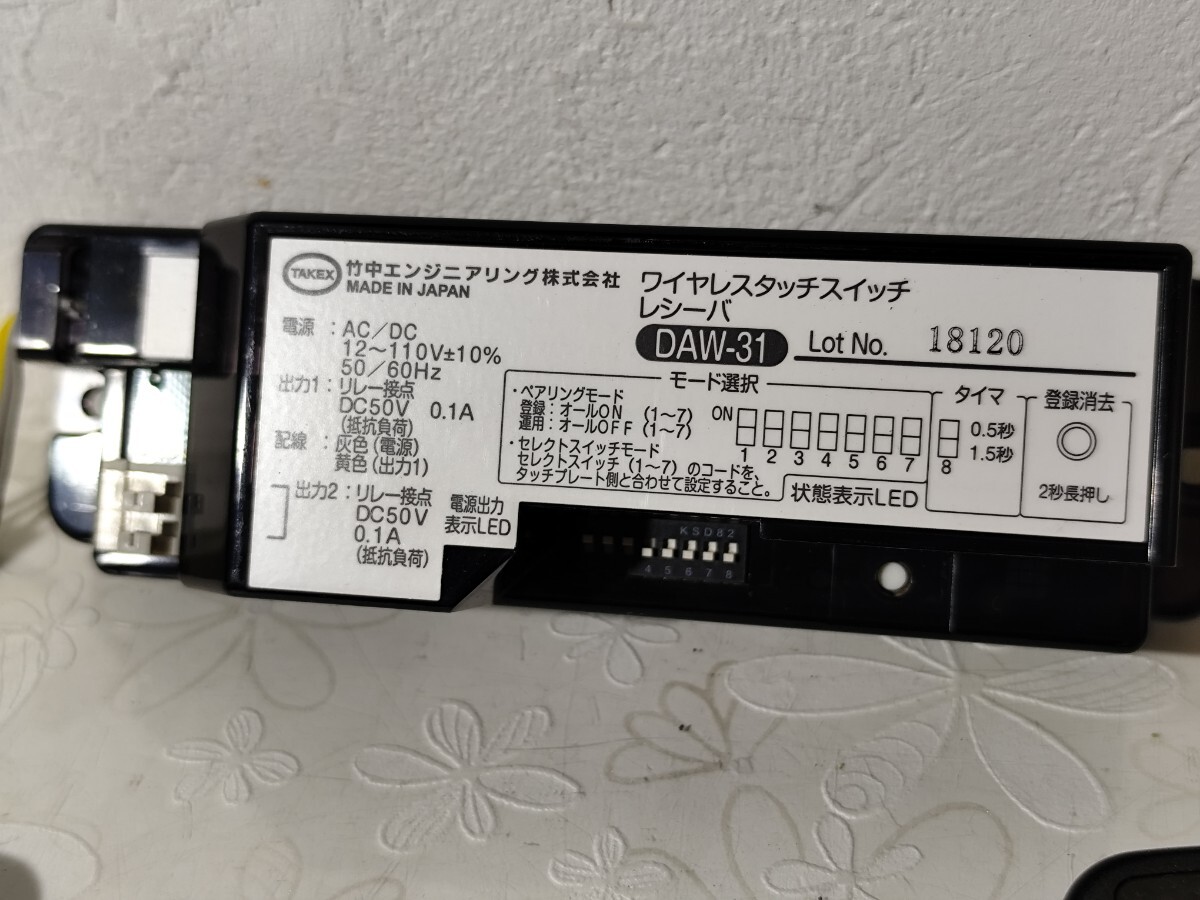 TAKEX 竹中エンジニアリング株式会社
MADE IN JAPAN
電源 : AC/DC
12～110V±10%
50/60Hz
出力1 : リレー接点
DC50V 0.1A
(抵抗負荷)
配線 : 灰色(電源)
黄色(出力1)
出力2 : リレー接点
DC50V
0.1A
(抵抗負荷)
電源出力
表示LED
ワイヤレスタッチスイッチ
レシーバ
DAW-31 Lot No. 18120
モード選択
・ペアリングモード
登録:オールON (1～7)
運用:オールOFF (1～7)
・セレクトスイッチモード
セレクトスイッチ(1～7)のコードを、
タッチプレート側と合わせて設定すること。
ON
1 2 3 4 5 6 7
状態表示LED
タイマ
0.5秒
1.5秒
8
登録消去
2秒長押し
KSD82
4 5 6 7 8